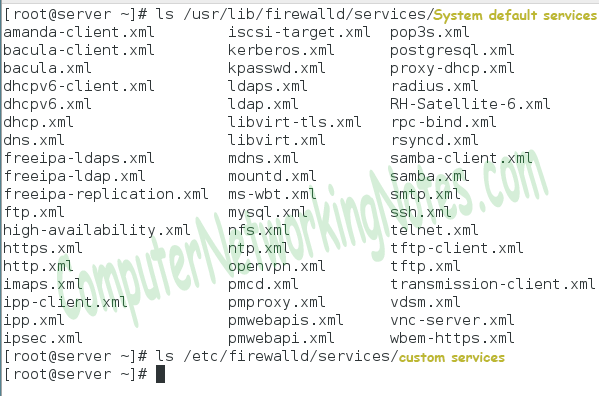 [root@server ~]# ls /usr/lib/firewalld/services/System default services
amanda-client.xml iscsi-target.xml pop3s.xml
bacula-client.xml kerberos.xml postgresql.xml
bacula.xml kpasswd.xml proxy-dhcp.xml
dhcpv6-client.xml ldaps.xml radius.xml
dhcpv6.xml ldap.xml RH-Satellite-6.xml
dhcp.xml libvirt-tls.xml rpc-bind.xml
dns.xml libvirt.xml rsyncd.xml
freeipa-ldaps.xml mdns.xml samba-client.xml
freeipa-ldap.xml mountd.xml samba.xml
freeipa-replication.xml ms-wbt.xml smtp.xml
ftp.xml mysql.xml ssh.xml
high-availability.xml nfs.xml telnet.xml
https.xml ntp.xml tftp-client.xml
http.xml openvpn.xml tftp.xml
imaps.xml pmcd.xml transmission-client.xml
ipp-client.xml pmproxy.xml vdsm.xml
ipp.xml pmwebapis.xml vnc-server.xml
ipsec.xml pmwebapi.xml wbem-https.xml
[root@server ~]# ls /etc/firewalld/services/custom services
[root@server ~]#
ComputerNetworkingNotes.com